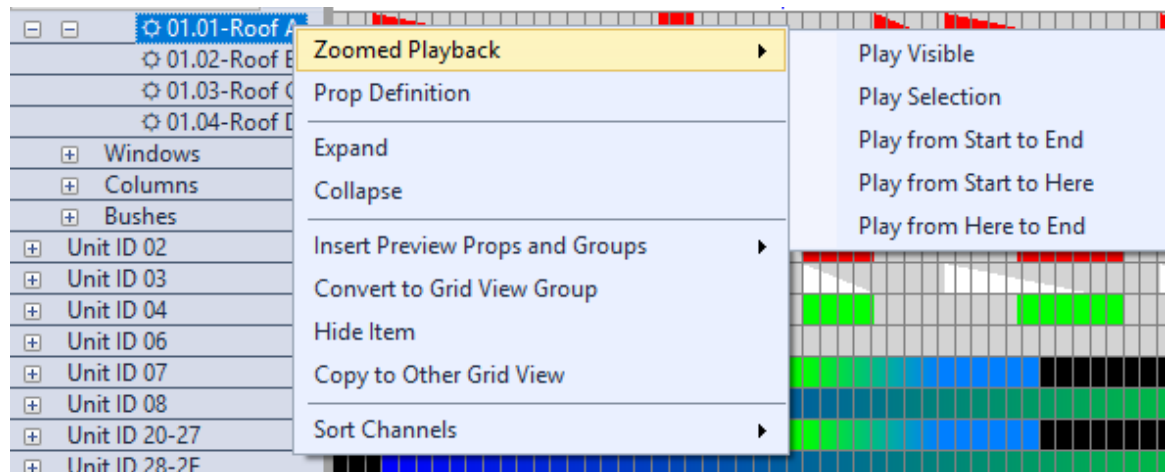 01.01-Roof A
01.02-Roof B
01.03-Roof C
01.04-Roof D
Windows
Columns
Bushes
Unit ID 02
Unit ID 03
Unit ID 04
Unit ID 06
Unit ID 07
Unit ID 08
Unit ID 20-27
Unit ID 28-2F
Zoomed Playback
Prop Definition
Expand
Collapse
Insert Preview Props and Groups
Convert to Grid View Group
Hide Item
Copy to Other Grid View
Sort Channels
Play Visible
Play Selection
Play from Start to End
Play from Start to Here
Play from Here to End